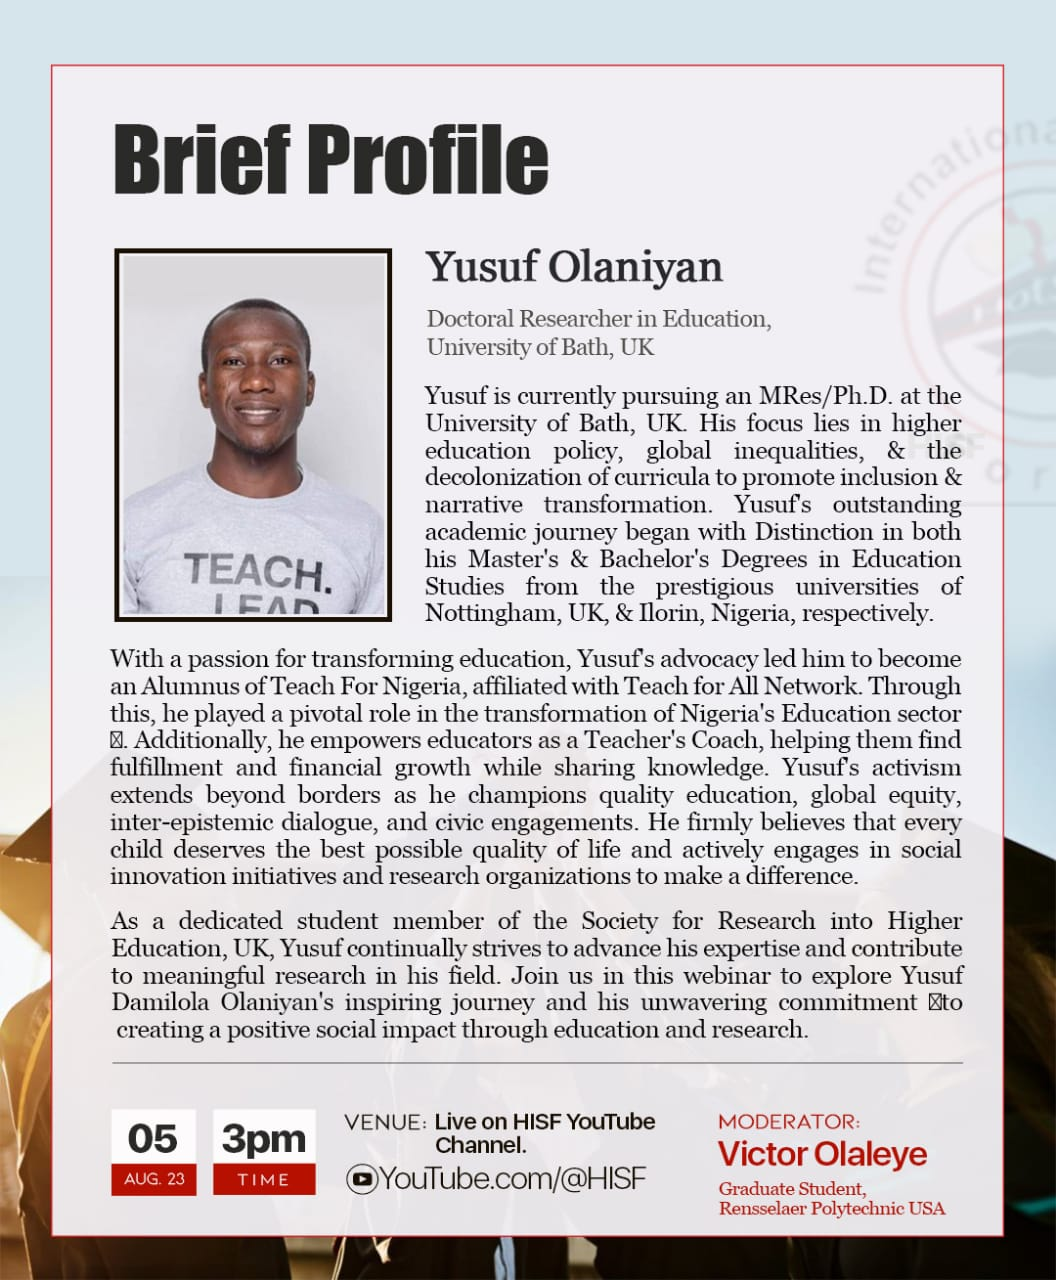 Brief Profile
Internationa
Yusuf Olaniyan
Doctoral Researcher in Education,
University of Bath, UK
Yusuf is currently pursuing an MRes/Ph.D. at the
University of Bath, UK. His focus lies in higher
education policy, global inequalities, & the
decolonization of curricula to promote inclusion &
narrative transformation. Yusuf's outstanding
academic journey began with Distinction in both
his Master's & Bachelor's Degrees in Education
Studies from the prestigious universities of
Nottingham, UK, & Ilorin, Nigeria, respectively.
TEACH.
LEAD
HISF
With a passion for transforming education, Yusuf's advocacy led him to become
an Alumnus of Teach For Nigeria, affiliated with Teach for All Network. Through
this, he played a pivotal role in the transformation of Nigeria's Education sector
. Additionally, he empowers educators as a Teacher's Coach, helping them find
fulfillment and financial growth while sharing knowledge. Yusuf's activism
extends beyond borders as he champions quality education, global equity,
inter-epistemic dialogue, and civic engagements. He firmly believes that every
child deserves the best possible quality of life and actively engages in social
innovation initiatives and research organizations to make a difference.
As a dedicated student member of the Society for Research into Higher
Education, UK, Yusuf continually strives to advance his expertise and contribute
to meaningful research in his field. Join us in this webinar to explore Yusuf
Damilola Olaniyan's inspiring journey and his unwavering commitment to
creating a positive social impact through education and research.
05
AUG. 23
3pm
TIME
VENUE: Live on HISF YouTube
Channel.
YouTube.com/@HISF
MODERATOR:
Victor Olaleye
Graduate Student,
Rensselaer Polytechnic USA